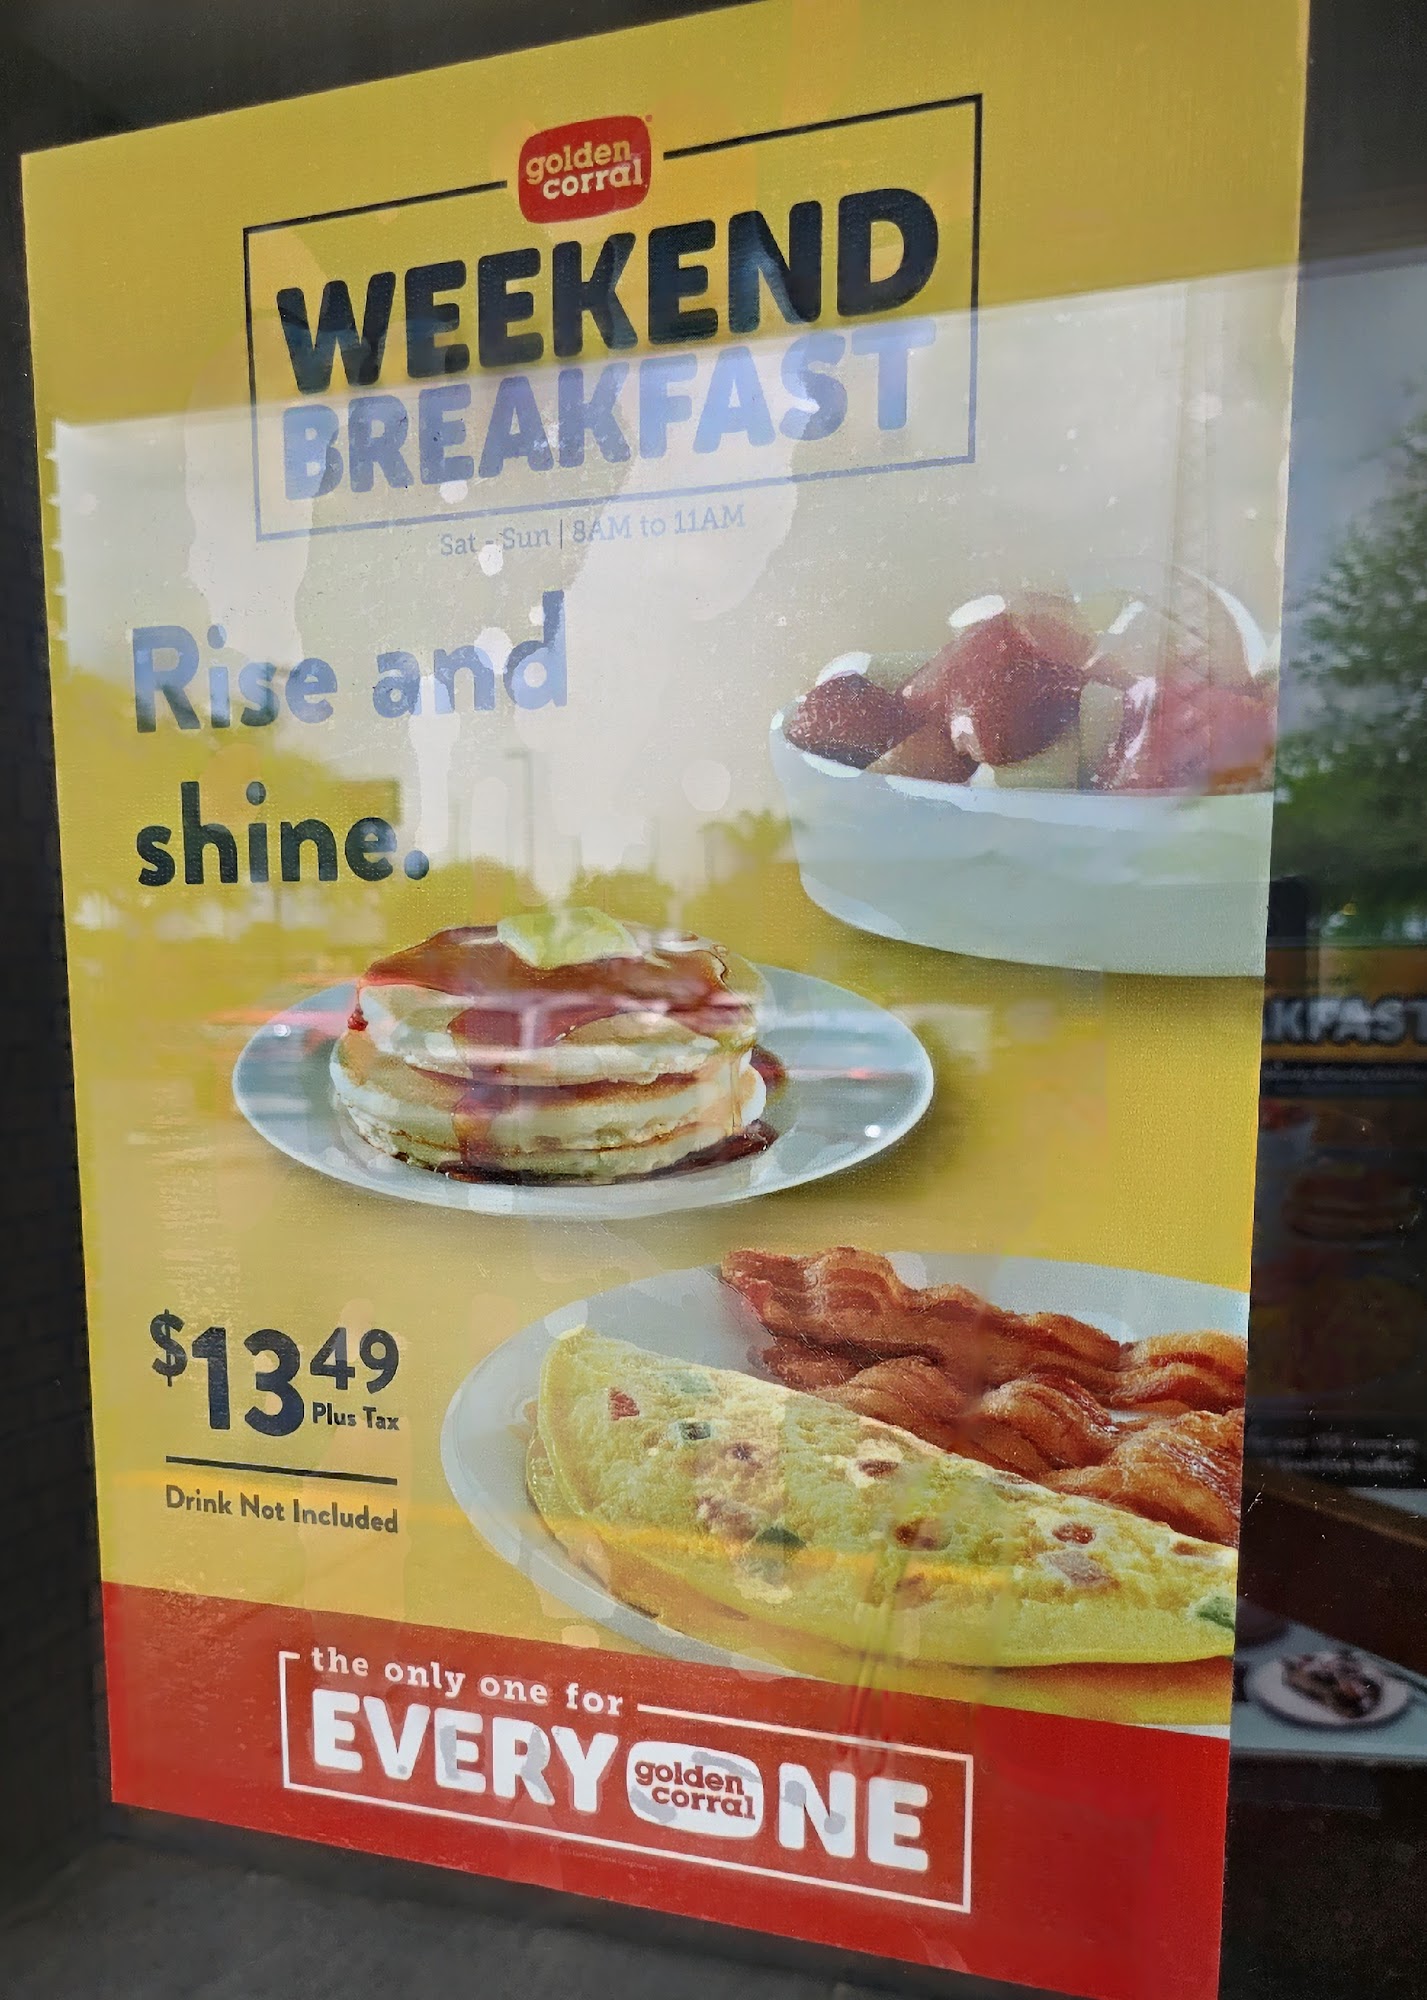 golden
corral
WEEKEND
BREAKFAST
Sat - Sun | 8AM to 11AM
Rise and
shine.
$13 49
Plus Tax
Drink Not Included
the only one for
EVERY golden corral NE